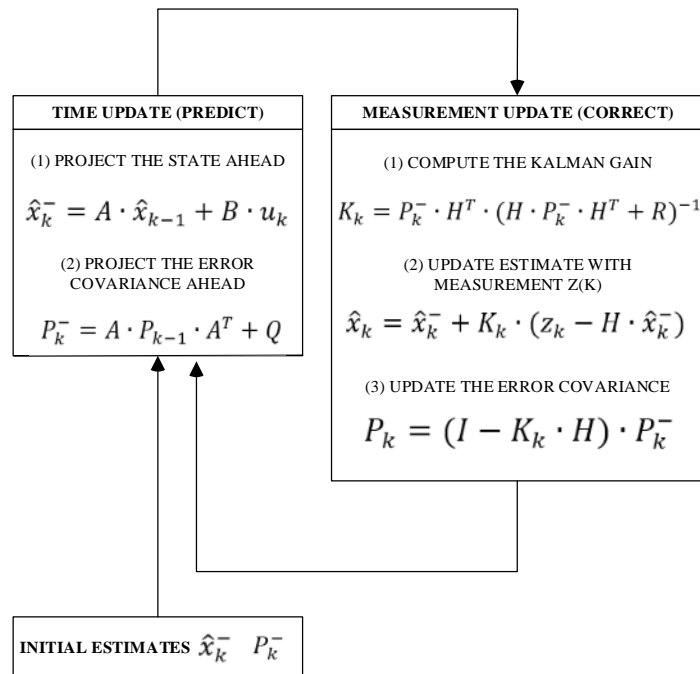 TIME UPDATE (PREDICT)
(1) PROJECT THE STATE AHEAD
x̂ₖ⁻ = A · x̂ₖ₋₁ + B · uₖ
(2) PROJECT THE ERROR
COVARIANCE AHEAD
Pₖ⁻ = A · Pₖ₋₁ · Aᵀ + Q
MEASUREMENT UPDATE (CORRECT)
(1) COMPUTE THE KALMAN GAIN
Kₖ = Pₖ⁻ · Hᵀ · (H · Pₖ⁻ · Hᵀ + R)⁻¹
(2) UPDATE ESTIMATE WITH
MEASUREMENT Z(K)
x̂ₖ = x̂ₖ⁻ + Kₖ · (zₖ − H · x̂ₖ⁻)
(3) UPDATE THE ERROR COVARIANCE
Pₖ = (I − Kₖ · H) · Pₖ⁻
INITIAL ESTIMATES x̂ₖ⁻ Pₖ⁻